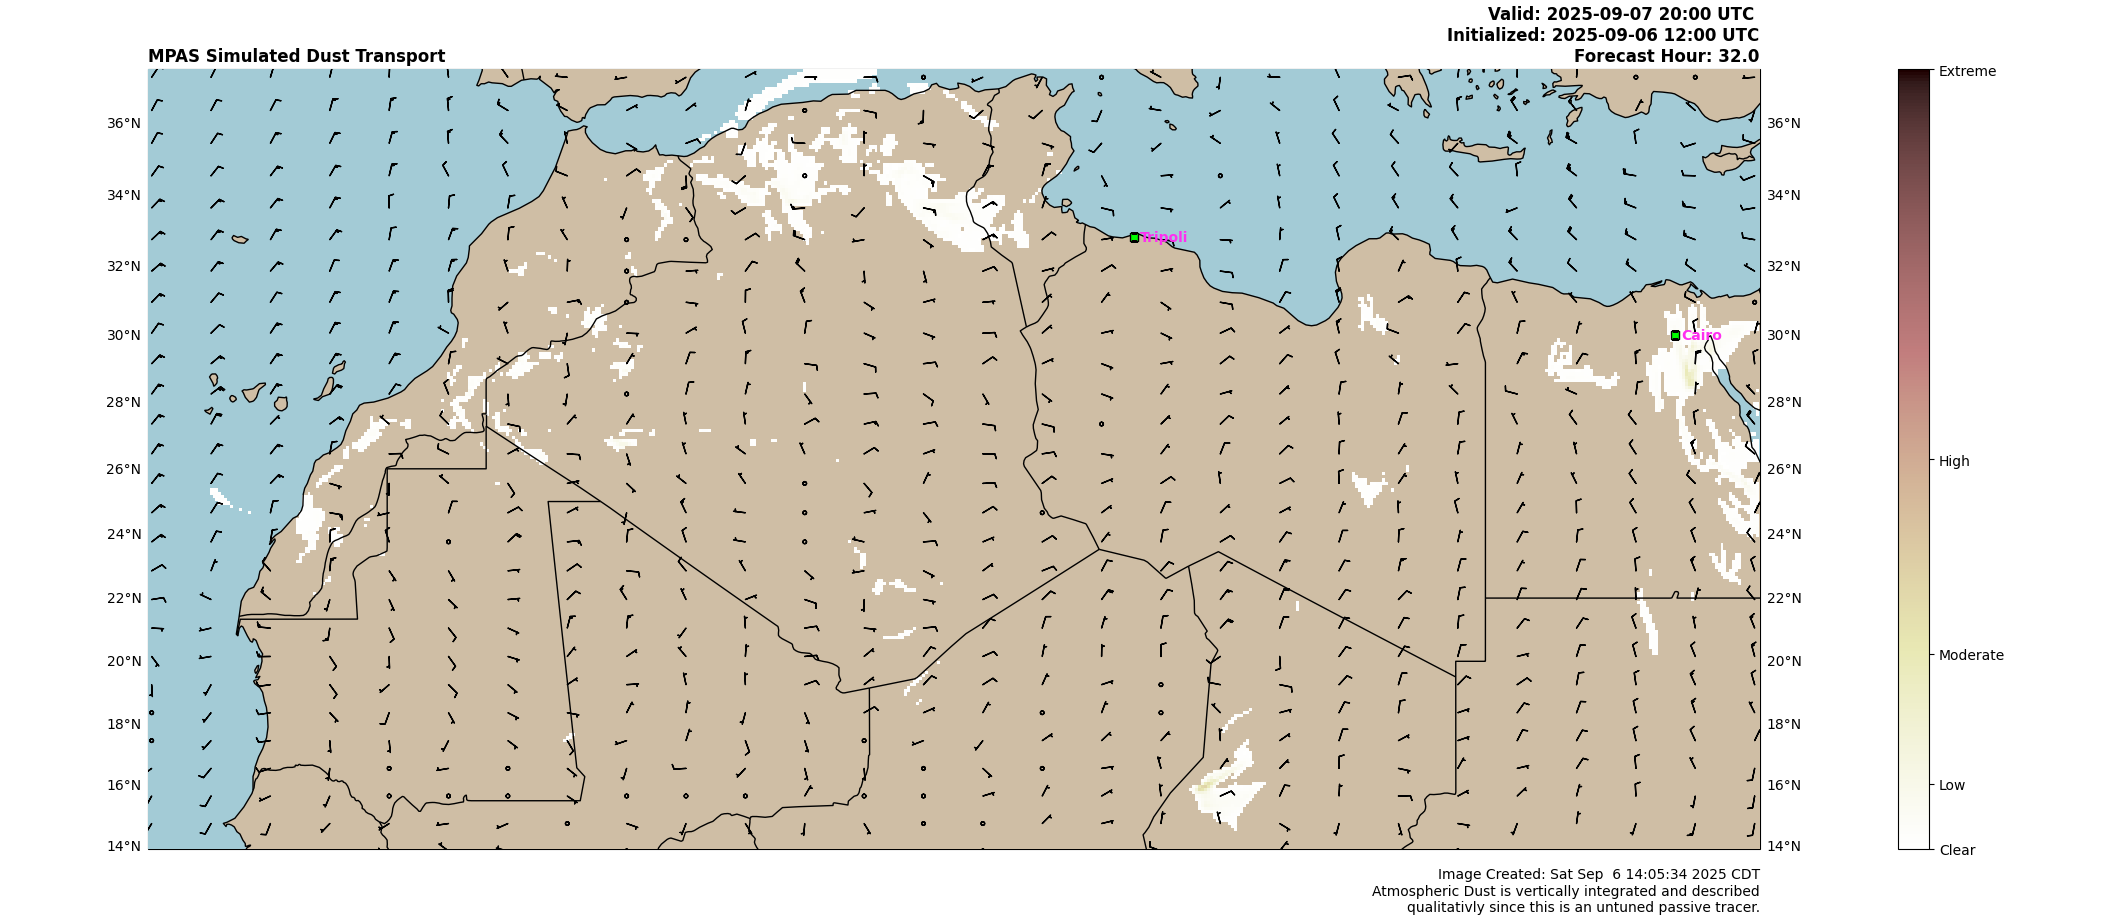 Valid: 2025-09-07 20:00 UTC
Initialized: 2025-09-06 12:00 UTC
MPAS Simulated Dust Transport
Forecast Hour: 32.0
Extreme
36°N
36°N
34°N
34°N
Tripoli
32°N
32°N
30°N
Cairo
30°N
28°N
28°N
26°N
26°N
High
24°N
24°N
22°N
22°N
20°N
20°N
Moderate
18°N
18°N
16°N
16°N
Low
14°N
14°N
Clear
Image Created: Sat Sep  6 14:05:34 2025 CDT
Atmospheric Dust is vertically integrated and described
qualitativly since this is an untuned passive tracer.